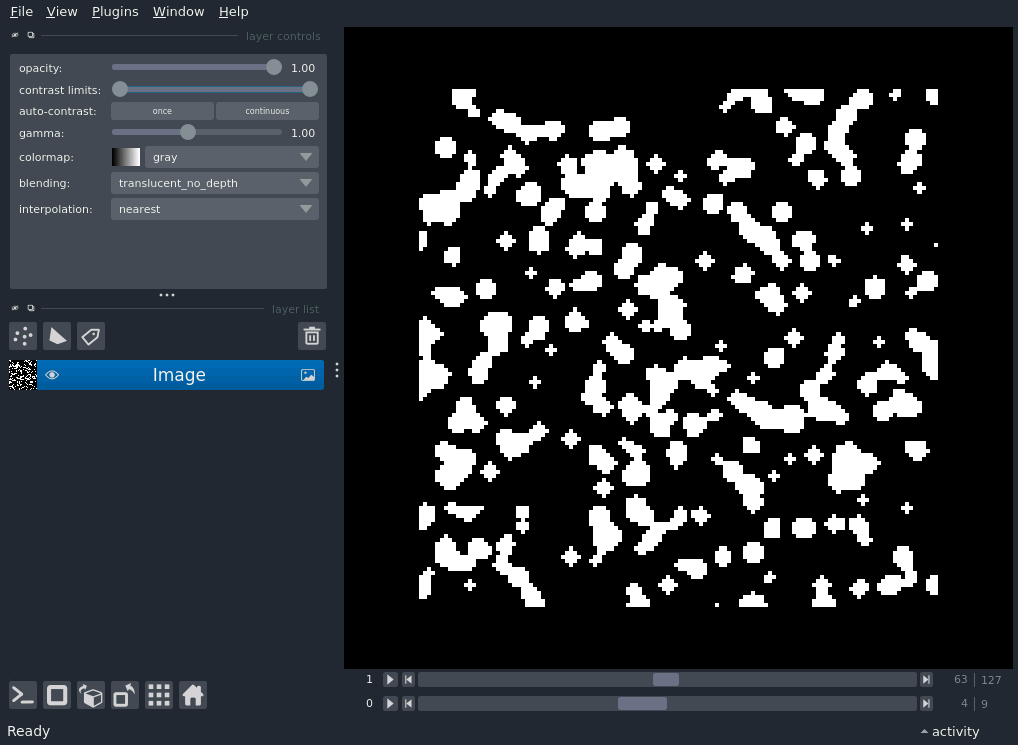 File View Plugins Window Help
layer controls
opacity: 1.00
contrast limits:
auto-contrast: once continuous
gamma: 1.00
colormap: gray
blending: translucent_no_depth
interpolation: nearest
layer list
Image
1 63 127
0 4 9
Ready activity